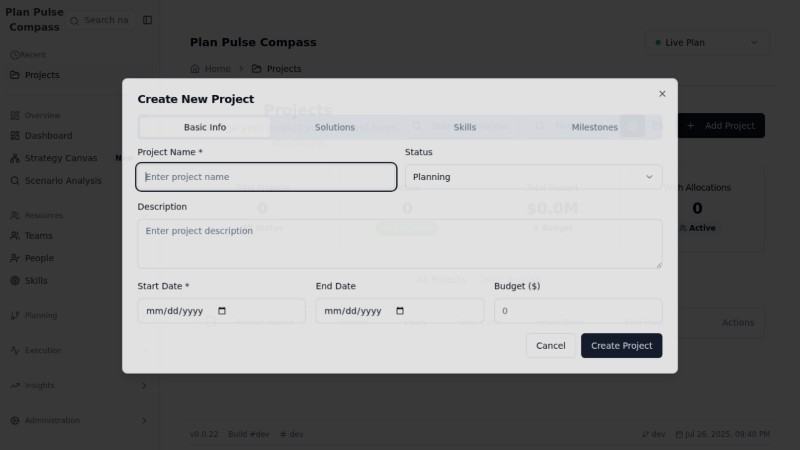 Plan Pulse
Compass
Search na
Recent
Projects
Overview
Dashboard
Strategy Canvas
Scenario Analysis
Resources
Teams
People
Skills
Planning
Execution
Insights
Administration
Plan Pulse Compass
Live Plan
Home > Projects
Projects
Add Project
Create New Project
Basic Info
Solutions
Skills
Milestones
Project Name *
Enter project name
Status
Planning
Description
Enter project description
Start Date *
mm/dd/yyyy
End Date
mm/dd/yyyy
Budget ($)
0
Cancel
Create Project
0
0
$0.0M
With Allocations
0
Active
Actions
v0.0.22
Build #dev
dev
dev
Jul 26, 2025, 09:40 PM